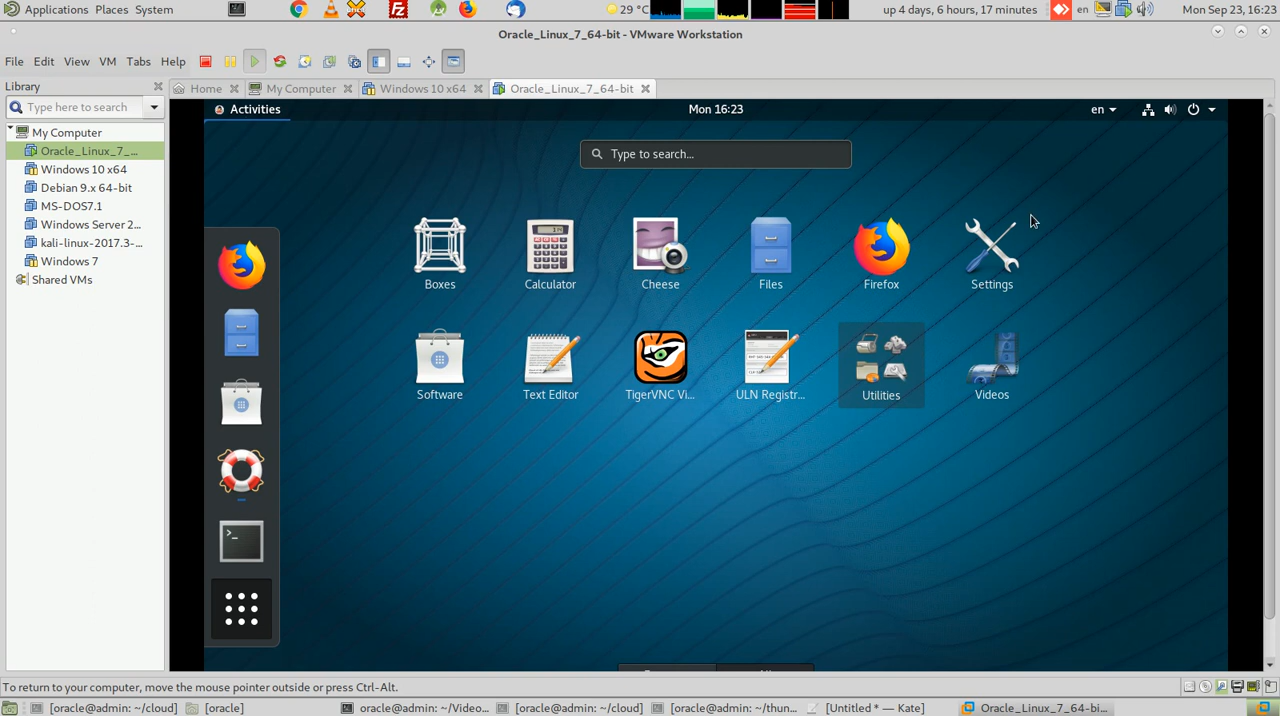 Applications Places System
29 °C
up 4 days, 6 hours, 17 minutes
en
Mon Sep 23, 16:23
Oracle_Linux_7_64-bit - VMware Workstation
File Edit View VM Tabs Help
Library
Home
My Computer
Windows 10 x64
Oracle_Linux_7_64-bit
Type here to search
My Computer
Oracle_Linux_7_...
Windows 10 x64
Debian 9.x 64-bit
MS-DOS7.1
Windows Server 2...
kali-linux-2017.3-...
Windows 7
Shared VMs
Activities
Mon 16:23
en
Type to search...
Boxes
Calculator
Cheese
Files
Firefox
Settings
Software
Text Editor
TigerVNC Vi...
ULN Registr...
Utilities
Videos
To return to your computer, move the mouse pointer outside or press Ctrl-Alt.
[oracle@admin: ~/cloud]
[oracle]
oracle@admin: ~/Video...
[oracle@admin: ~/cloud]
[oracle@admin: ~/thun...
[Untitled * — Kate]
Oracle_Linux_7_64-bi...